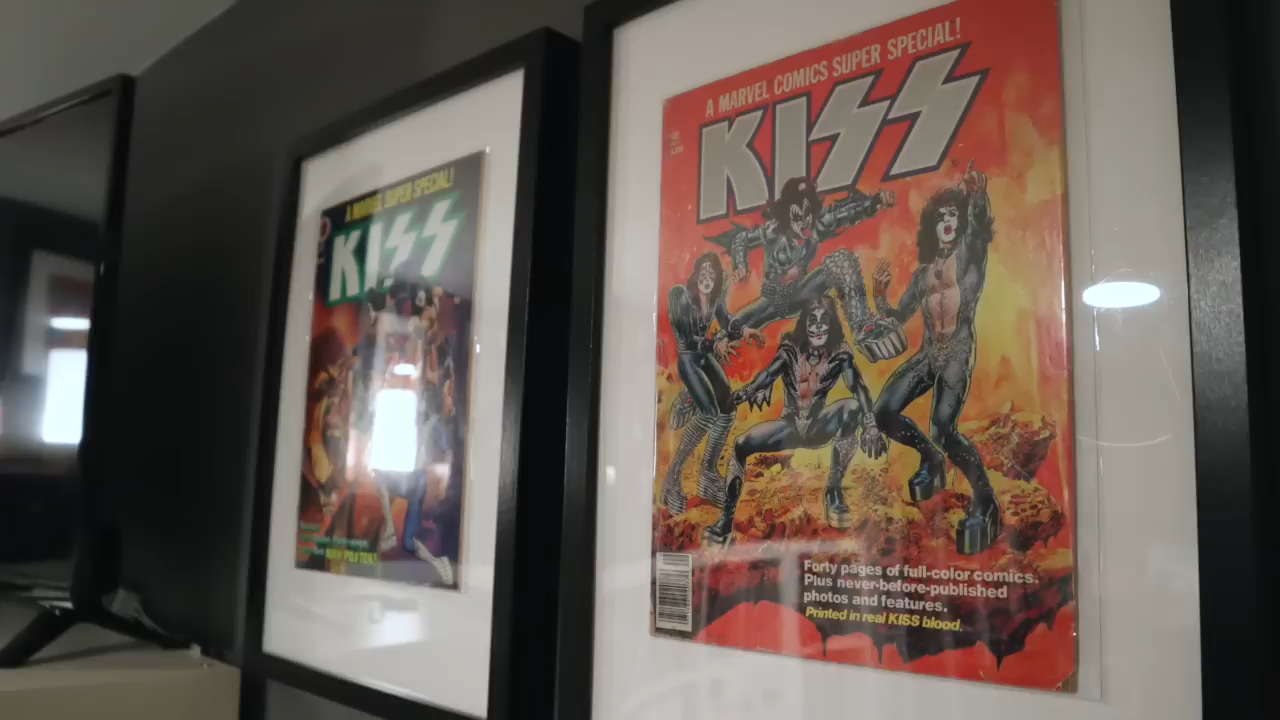 A MARVEL SUPER SPECIAL!
KISS
A MARVEL COMICS SUPER SPECIAL!
KISS
Forty pages of full-color comics.
Plus never-before-published
photos and features.
Printed in real KISS blood.